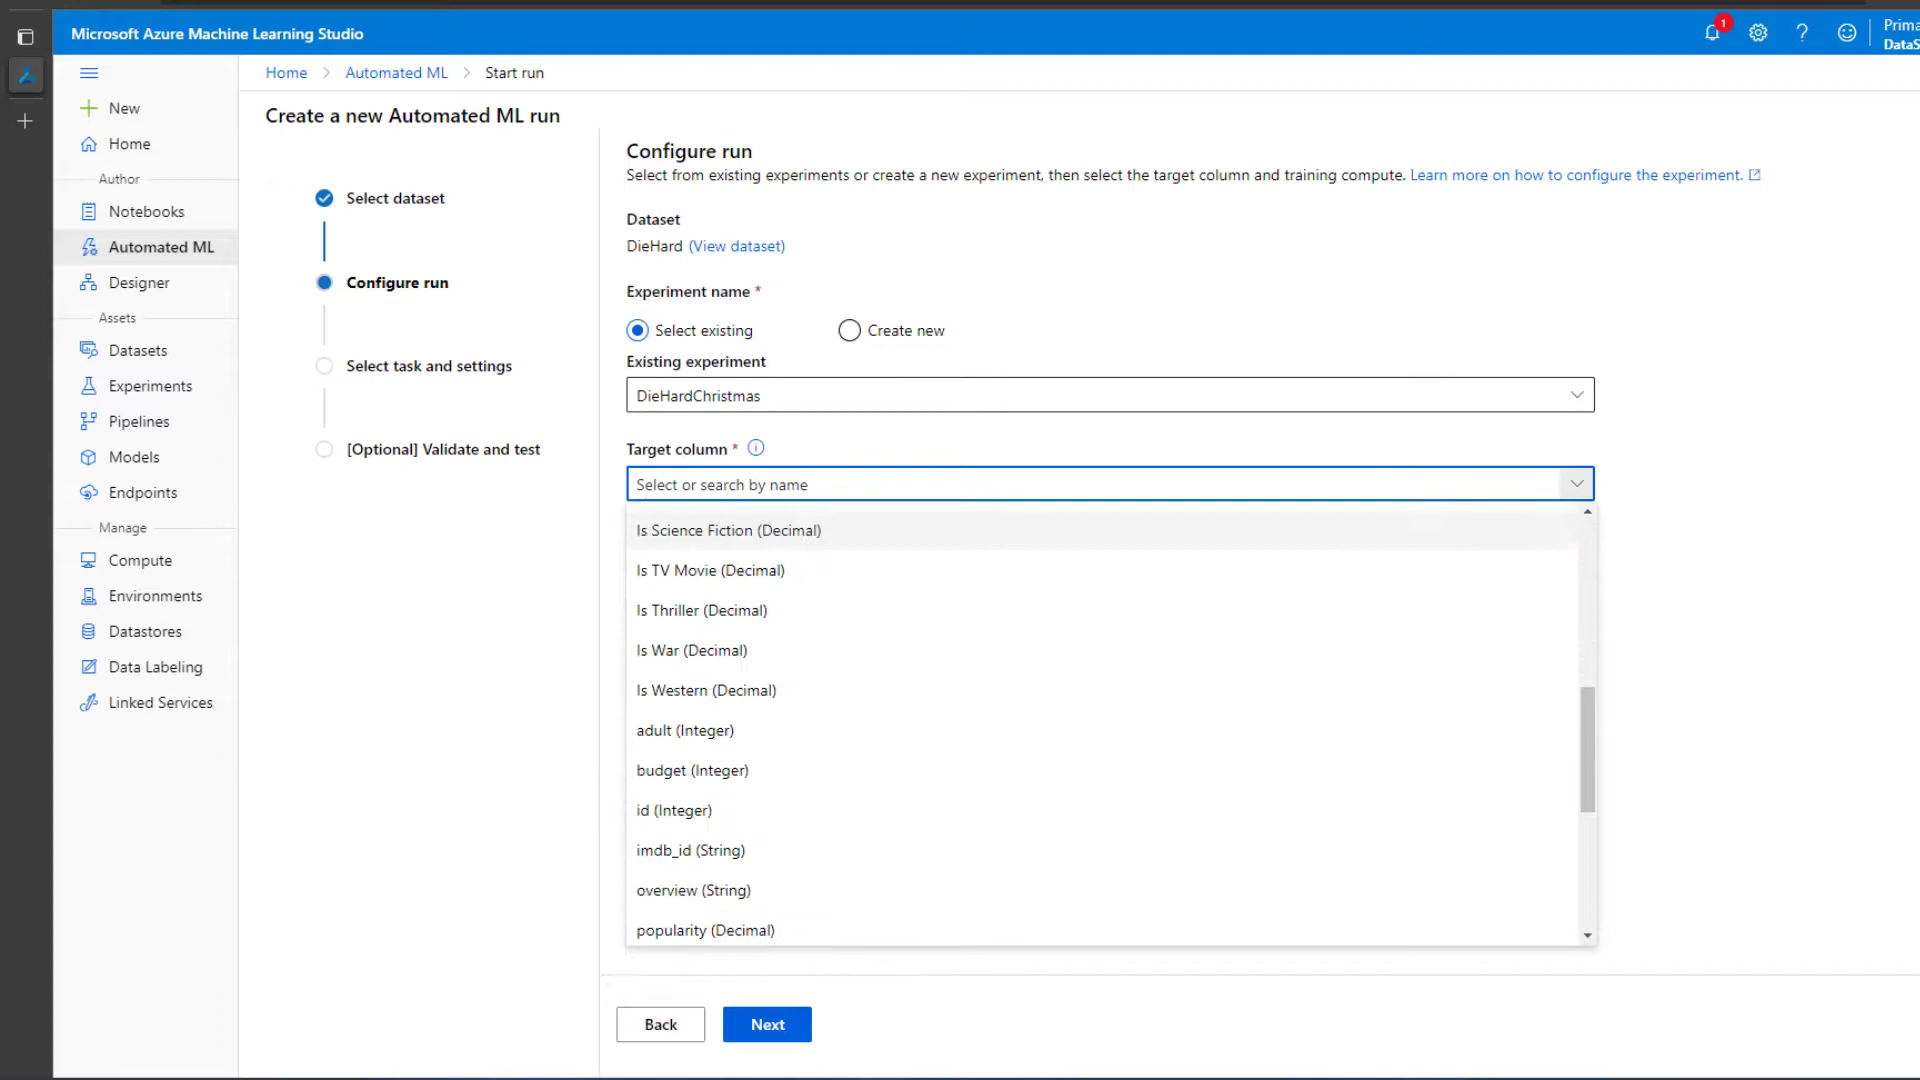 Microsoft Azure Machine Learning Studio
1
Prima
DataS
Home > Automated ML > Start run
New
Home
Author
Notebooks
Automated ML
Designer
Assets
Datasets
Experiments
Pipelines
Models
Endpoints
Manage
Compute
Environments
Datastores
Data Labeling
Linked Services
Create a new Automated ML run
Select dataset
Configure run
Select task and settings
[Optional] Validate and test
Configure run
Select from existing experiments or create a new experiment, then select the target column and training compute. Learn more on how to configure the experiment.
Dataset
DieHard (View dataset)
Experiment name *
Select existing
Create new
Existing experiment
DieHardChristmas
Target column *
Select or search by name
Is Science Fiction (Decimal)
Is TV Movie (Decimal)
Is Thriller (Decimal)
Is War (Decimal)
Is Western (Decimal)
adult (Integer)
budget (Integer)
id (Integer)
imdb_id (String)
overview (String)
popularity (Decimal)
Back
Next